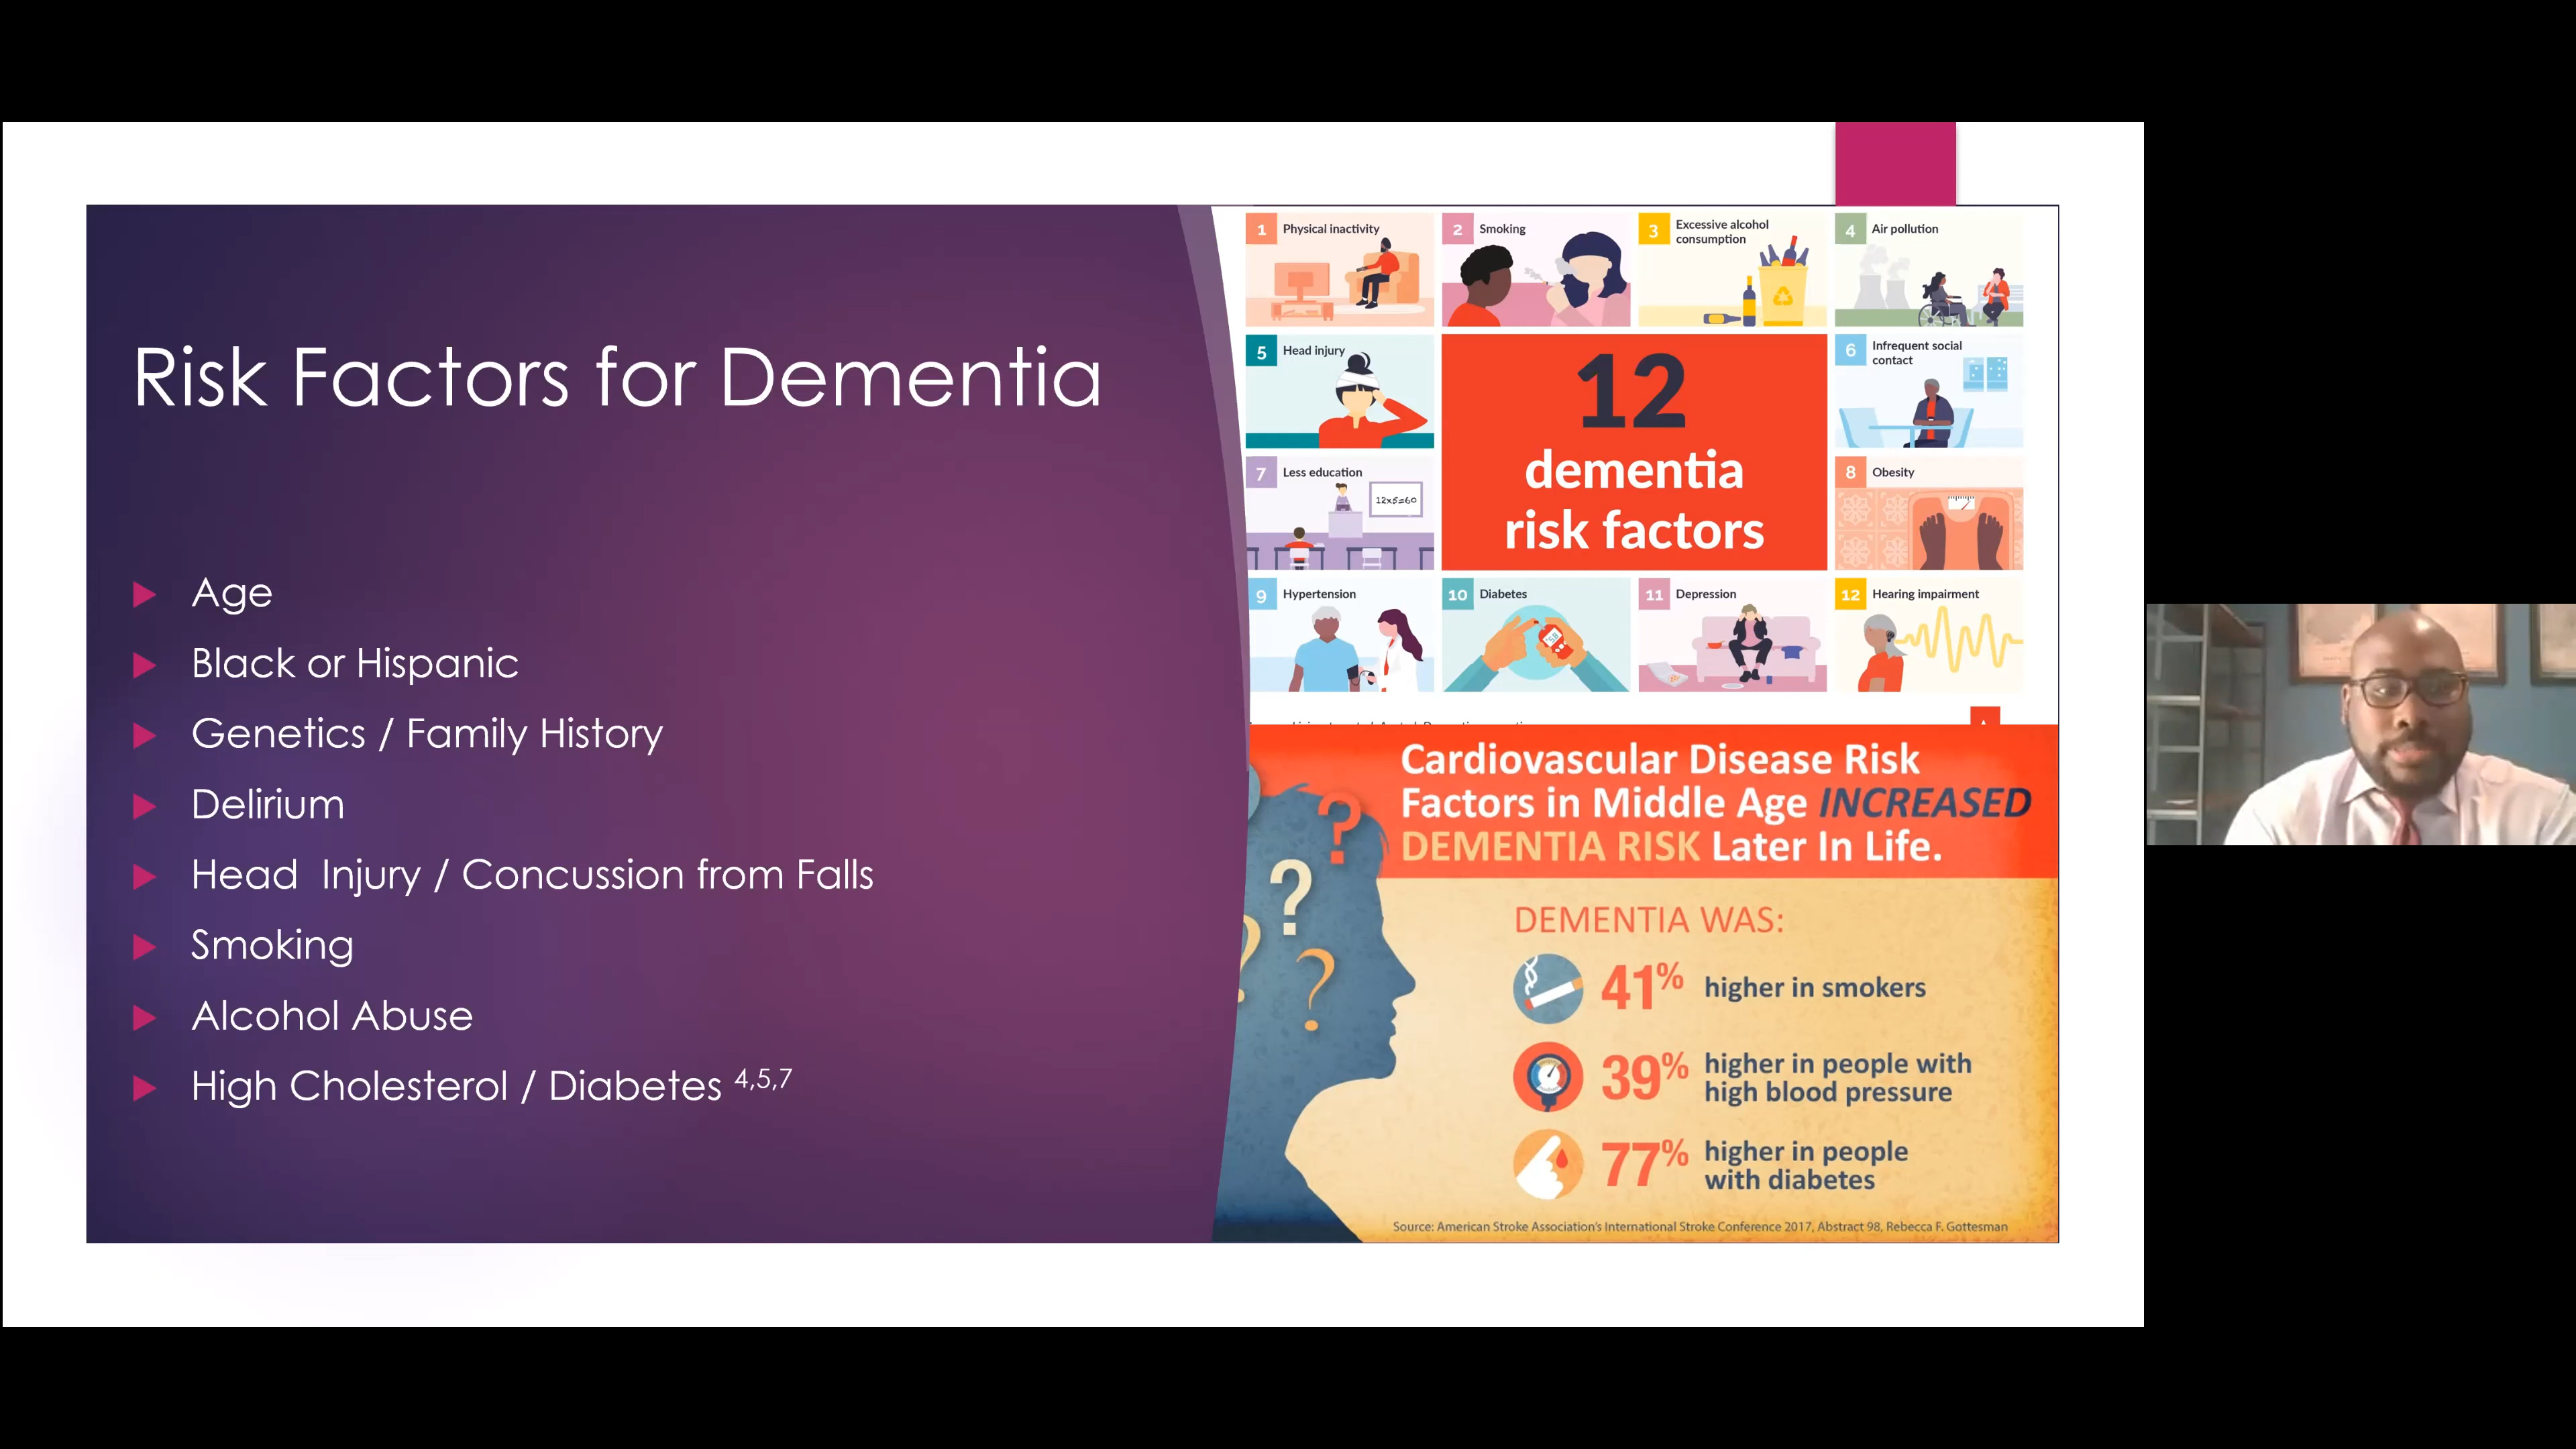 Risk Factors for Dementia
Age
Black or Hispanic
Genetics / Family History
Delirium
Head Injury / Concussion from Falls
Smoking
Alcohol Abuse
High Cholesterol / Diabetes 4,5,7
1 Physical inactivity
2 Smoking
3 Excessive alcohol
consumption
4 Air pollution
5 Head injury
12
dementia
risk factors
6 Infrequent social
contact
7 Less education
12x5=60
8 Obesity
9 Hypertension
10 Diabetes
11 Depression
12 Hearing impairment
Cardiovascular Disease Risk
Factors in Middle Age INCREASED
DEMENTIA RISK Later In Life.
? ? ? ?
DEMENTIA WAS:
41% higher in smokers
39% higher in people with
high blood pressure
77% higher in people
with diabetes
Source: American Stroke Association's International Stroke Conference 2017, Abstract 98, Rebecca F. Gottesman